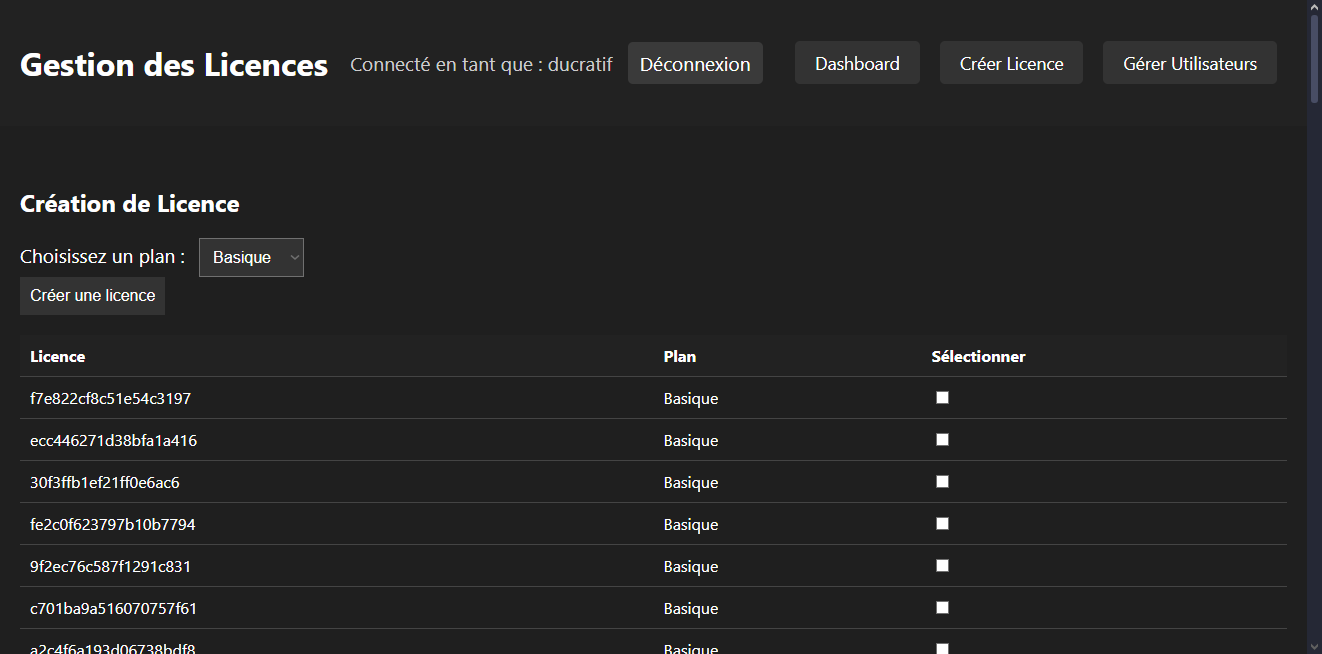 Gestion des Licences Connecté en tant que : ducratif Déconnexion Dashboard Créer Licence Gérer Utilisateurs
Création de Licence
Choisissez un plan : Basique
Créer une licence
Licence Plan Sélectionner
f7e822cf8c51e54c3197 Basique
ecc446271d38bfa1a416 Basique
30f3ffb1ef21ff0e6ac6 Basique
fe2c0f623797b10b7794 Basique
9f2ec76c587f1291c831 Basique
c701ba9a516070757f61 Basique
a2c4f6a193d06738bdf8 Basique